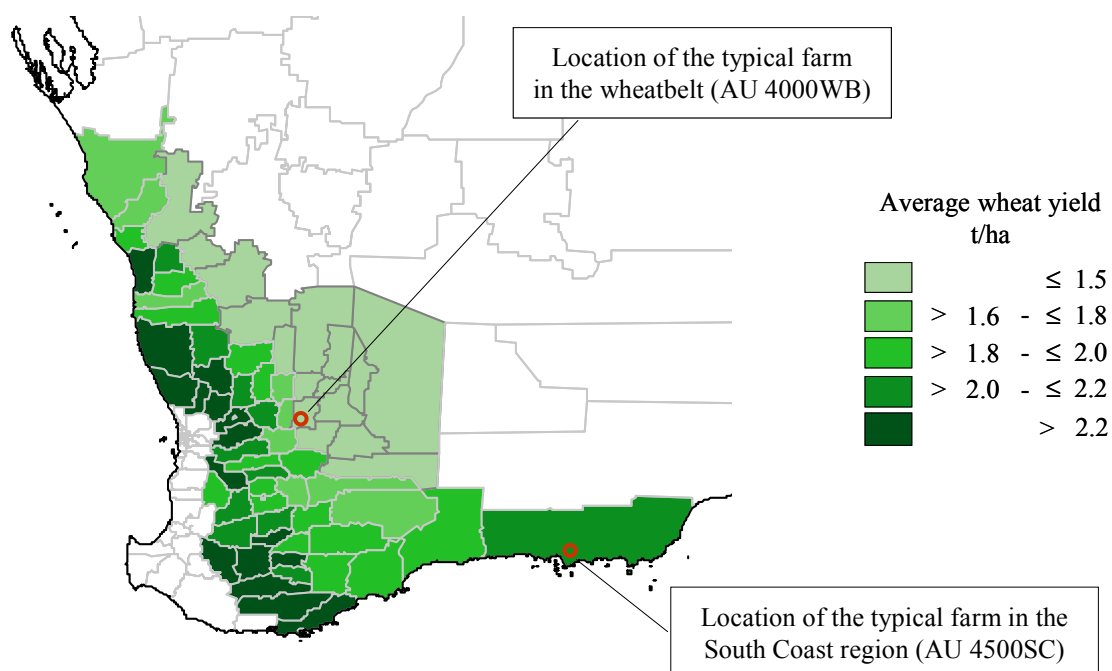 Location of the typical farm
in the wheatbelt (AU 4000WB)
Average wheat yield
t/ha
≤ 1.5
> 1.6 - ≤ 1.8
> 1.8 - ≤ 2.0
> 2.0 - ≤ 2.2
> 2.2
Location of the typical farm in the
South Coast region (AU 4500SC)